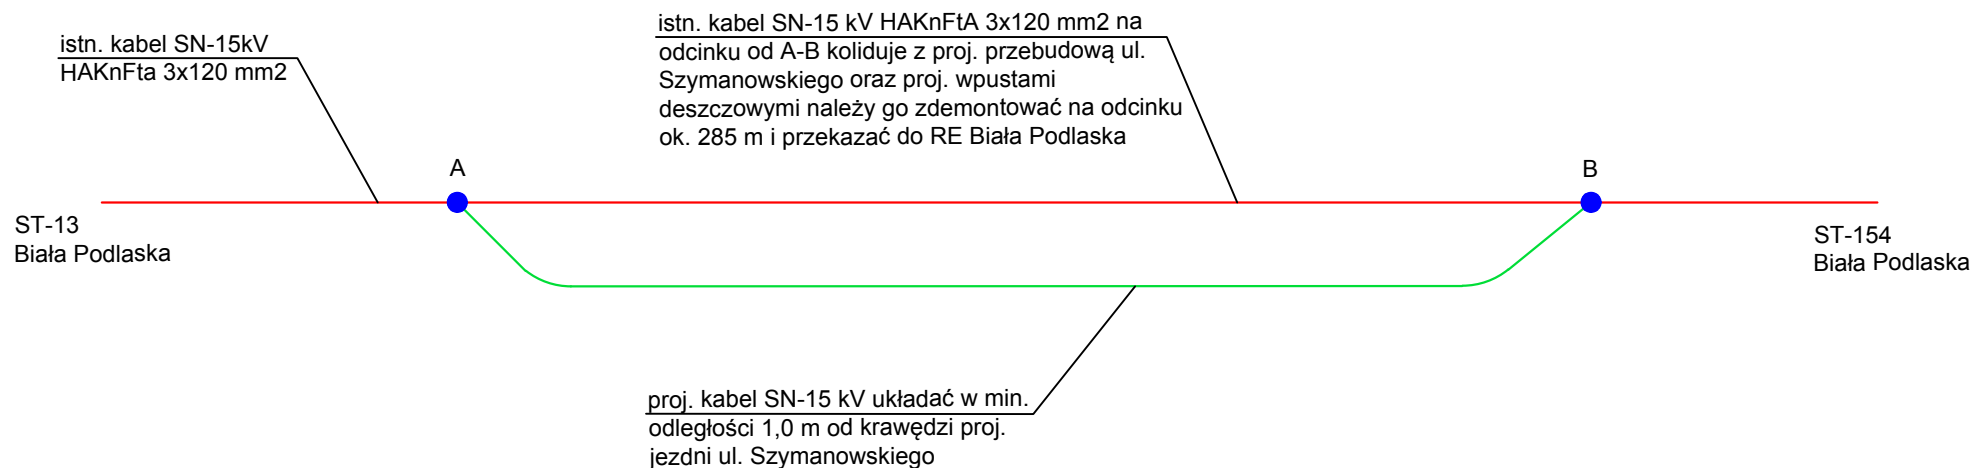 istn. kabel SN-15kV
HAKnFta 3x120 mm2
istn. kabel SN-15 kV HAKnFtA 3x120 mm2 na
odcinku od A-B koliduje z proj. przebudową ul.
Szymanowskiego oraz proj. wpustami
deszczowymi należy go zdemontować na odcinku
ok. 285 m i przekazać do RE Biała Podlaska
A
B
ST-13
Biała Podlaska
ST-154
Biała Podlaska
proj. kabel SN-15 kV układać w min.
odległości 1,0 m od krawędzi proj.
jezdni ul. Szymanowskiego